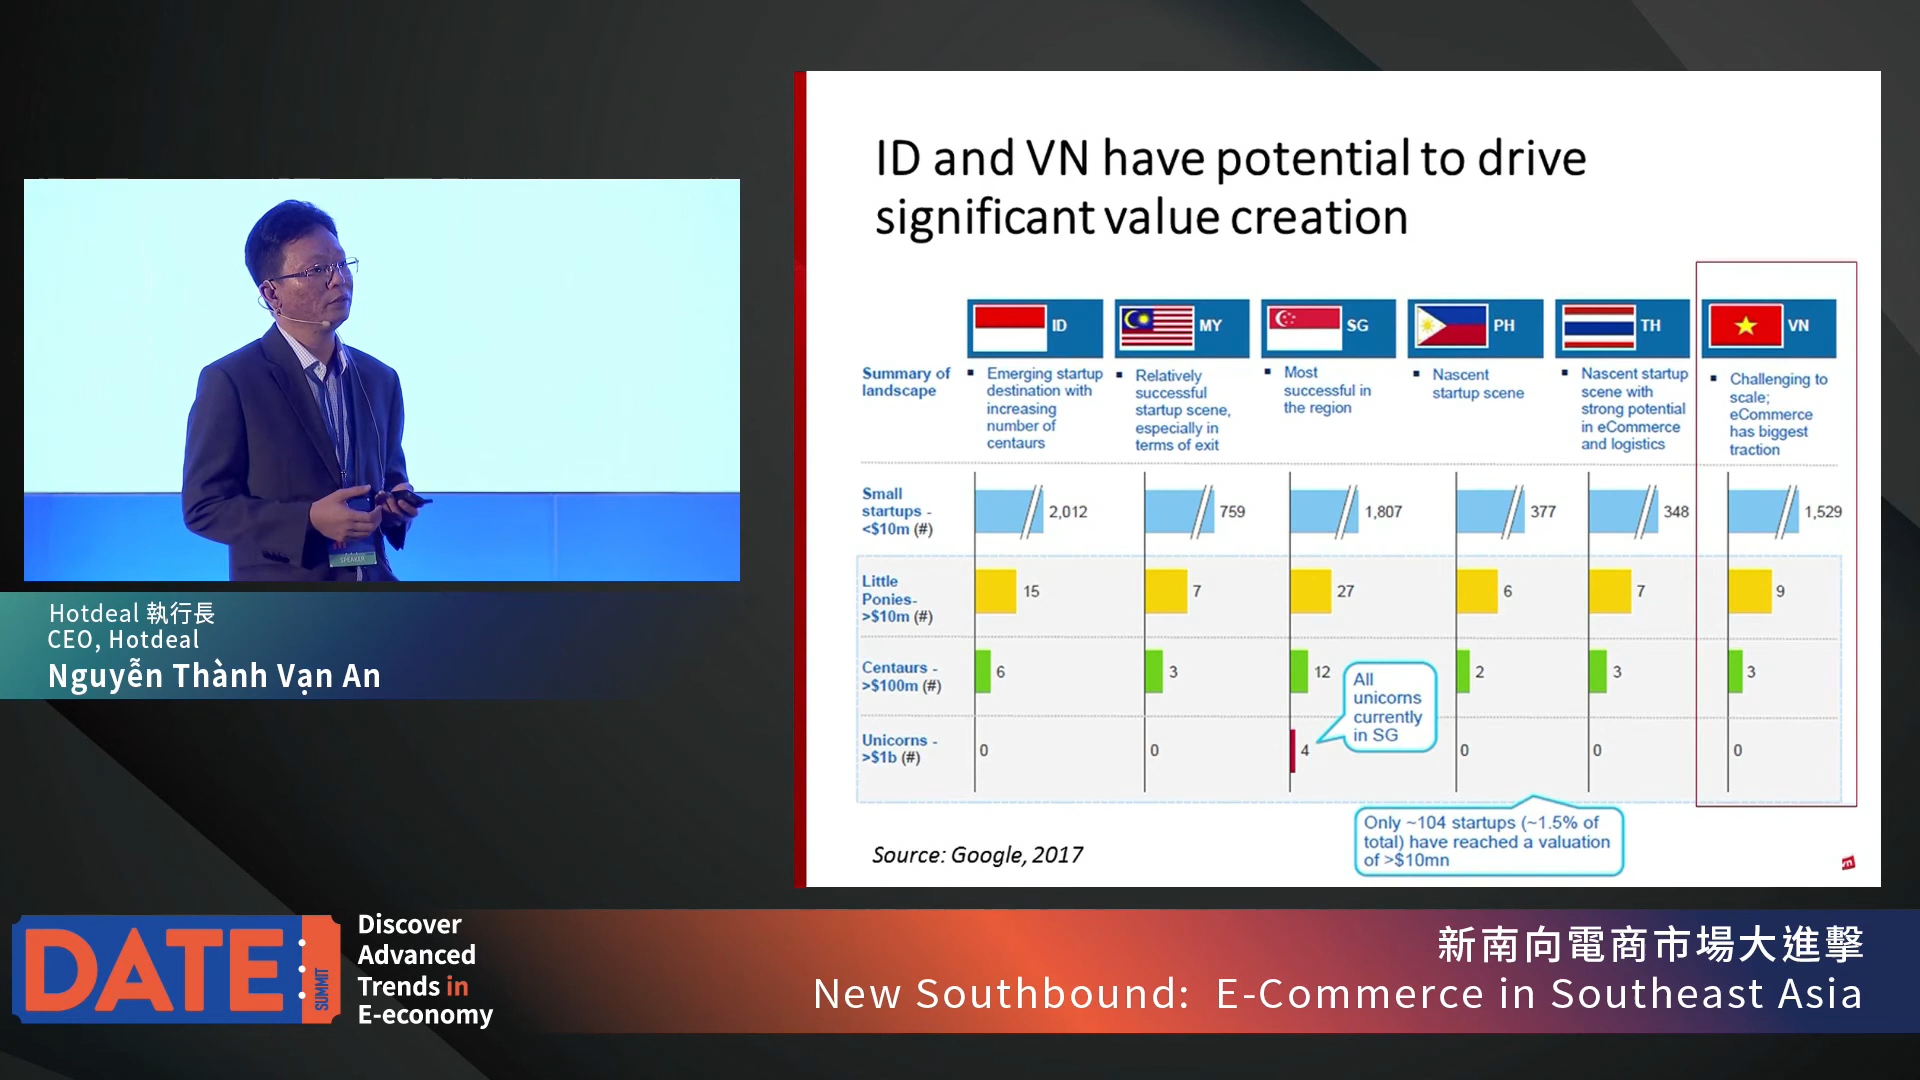 ID and VN have potential to drive
significant value creation
ID
MY
SG
PH
TH
VN
Summary of
landscape
▪ Emerging startup
destination with
increasing
number of
centaurs
▪ Relatively
successful
startup scene,
especially in
terms of exit
▪ Most
successful in
the region
▪ Nascent
startup scene
▪ Nascent startup
scene with
strong potential
in eCommerce
and logistics
▪ Challenging to
scale;
eCommerce
has biggest
traction
Small
startups -
<$10m (#)
2,012
759
1,807
377
348
1,529
Little
Ponies-
>$10m (#)
15
7
27
6
7
9
Centaurs -
>$100m (#)
6
3
12
2
3
3
All
unicorns
currently
in SG
Unicorns -
>$1b (#)
0
0
4
0
0
0
Only ~104 startups (~1.5% of
total) have reached a valuation
of >$10mn
Source: Google, 2017
SPEAKER
Hotdeal 執行長
CEO, Hotdeal
Nguyễn Thành Vạn An
DATE
SUMMIT
Discover
Advanced
Trends in
E-economy
新南向電商市場大進擊
New Southbound: E-Commerce in Southeast Asia